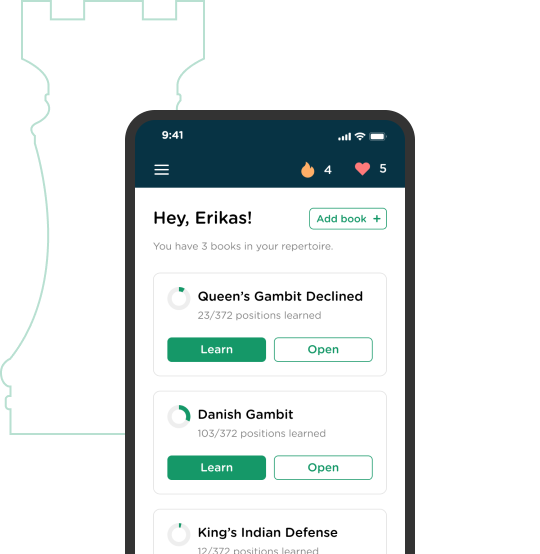 9:41
4
5
Hey, Erikas!
Add book +
You have 3 books in your repertoire.
Queen's Gambit Declined
23/372 positions learned
Learn
Open
Danish Gambit
103/372 positions learned
Learn
Open
King's Indian Defense
12/372 positions learned